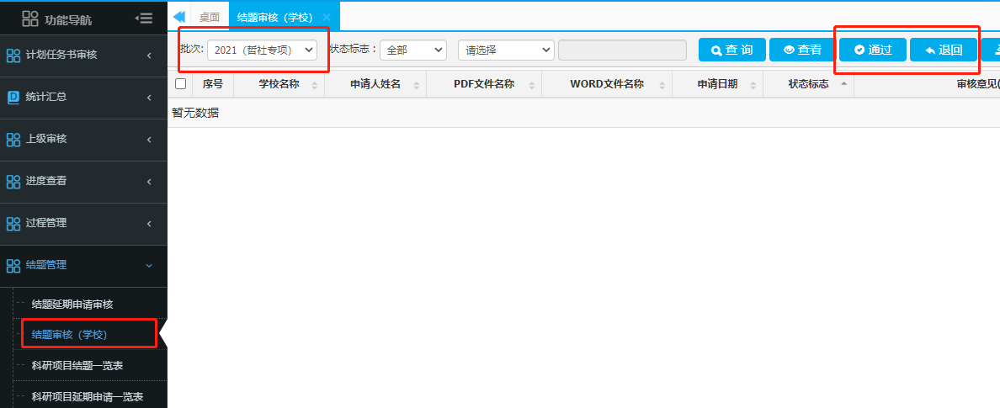 功能导航
计划任务书审核
统计汇总
上级审核
进度查看
过程管理
结题管理
结题延期申请审核
结题审核（学校）
科研项目结题一览表
科研项目延期申请一览表
桌面 结题审核（学校）
批次: 2021（哲社专项） 状态标志： 全部 请选择 查 询 查看 通过 退回
序号 学校名称 申请人姓名 PDF文件名称 WORD文件名称 申请日期 状态标志 审核意见(
暂无数据